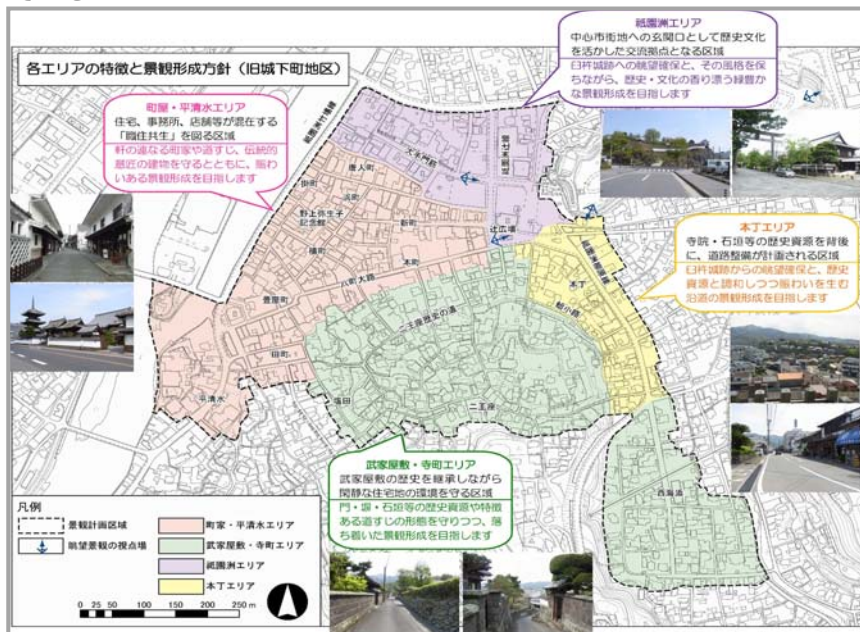 各エリアの特徴と景観形成方針（旧城下町地区）
祇園洲エリア
中心市街地への玄関口として歴史文化
を活かした交流拠点となる区域
臼杵城跡への眺望確保と、その風格を保
ちながら、歴史・文化の香り漂う緑豊か
な景観形成を目指します
町屋・平清水エリア
住宅、事務所、店舗等が混在する
「職住共生」を図る区域
軒の連なる町家や道すじ、伝統的
意匠の建物を守るとともに、賑わ
いある景観形成を目指します
本丁エリア
寺院・石垣等の歴史資源を背後
に、道路整備が計画される区域
臼杵城跡からの眺望確保と、歴史
資源と調和しつつ賑わいを生む
沿道の景観形成を目指します
唐人町
掛町
浜町
野上弥生子
記念館
新町
横町
本町
辻広場
八町大路
畳屋町
田町
平清水
本丁
二王座歴史の道
塩田
二王座
西海添
武家屋敷・寺町エリア
武家屋敷の歴史を継承しながら
閑静な住宅地の環境を守る区域
門・塀・石垣等の歴史資源や特徴
ある道すじの形態を守りつつ、落
ち着いた景観形成を目指します
凡例
景観計画区域
眺望景観の視点場
町家・平清水エリア
武家屋敷・寺町エリア
祇園洲エリア
本丁エリア
0 25 50 100 150 200 250 m